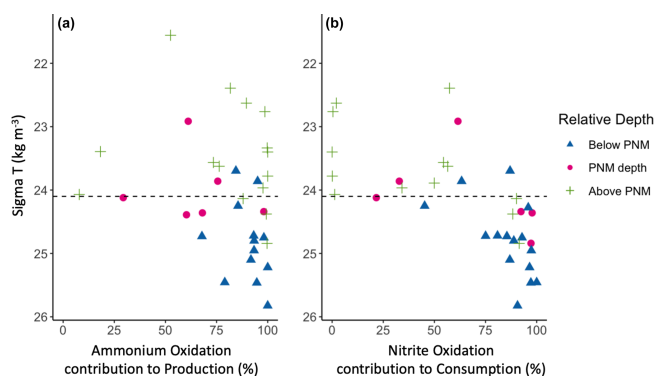 (a)
(b)
Sigma T (kg m⁻³)
22
23
24
25
26
0
25
50
75
100
0
25
50
75
100
Ammonium Oxidation
contribution to Production (%)
Nitrite Oxidation
contribution to Consumption (%)
Relative Depth
Below PNM
PNM depth
Above PNM